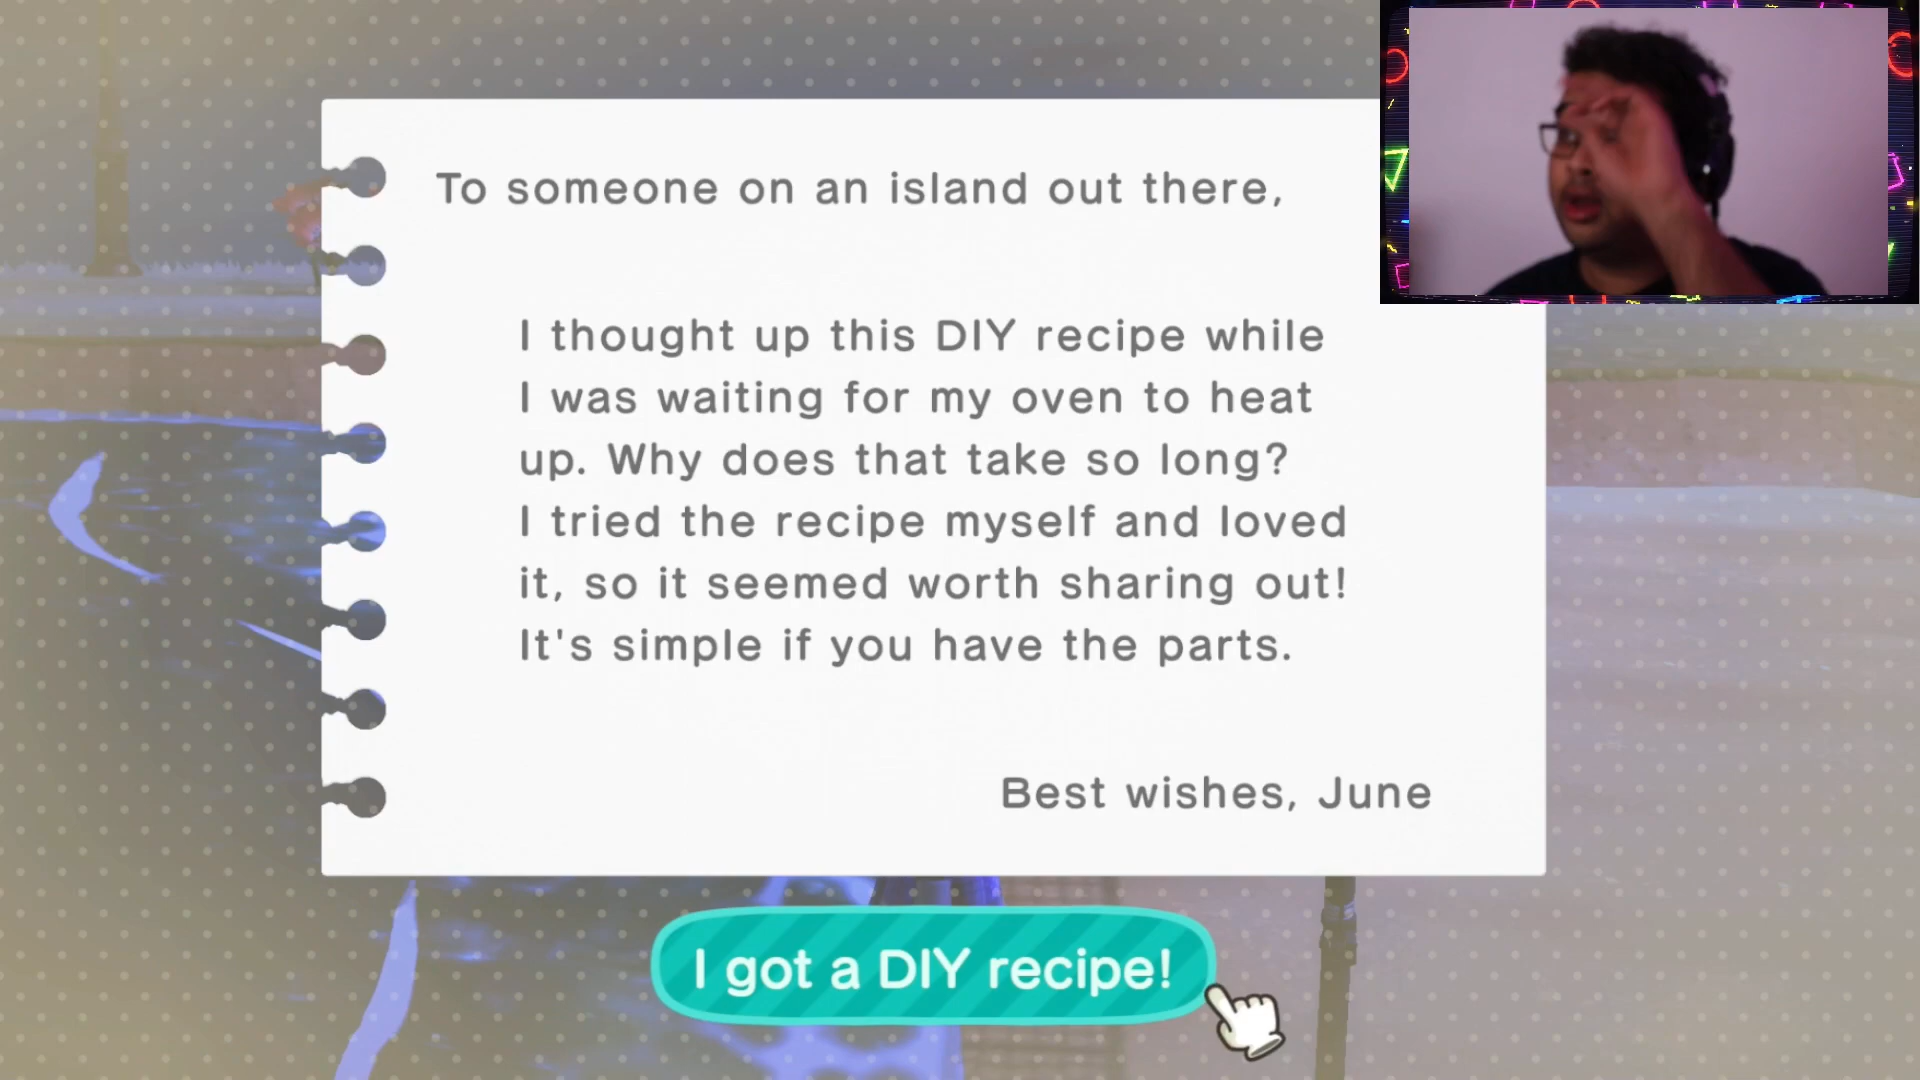 To someone on an island out there,
I thought up this DIY recipe while
I was waiting for my oven to heat
up. Why does that take so long?
I tried the recipe myself and loved
it, so it seemed worth sharing out!
It's simple if you have the parts.
Best wishes, June
I got a DIY recipe!